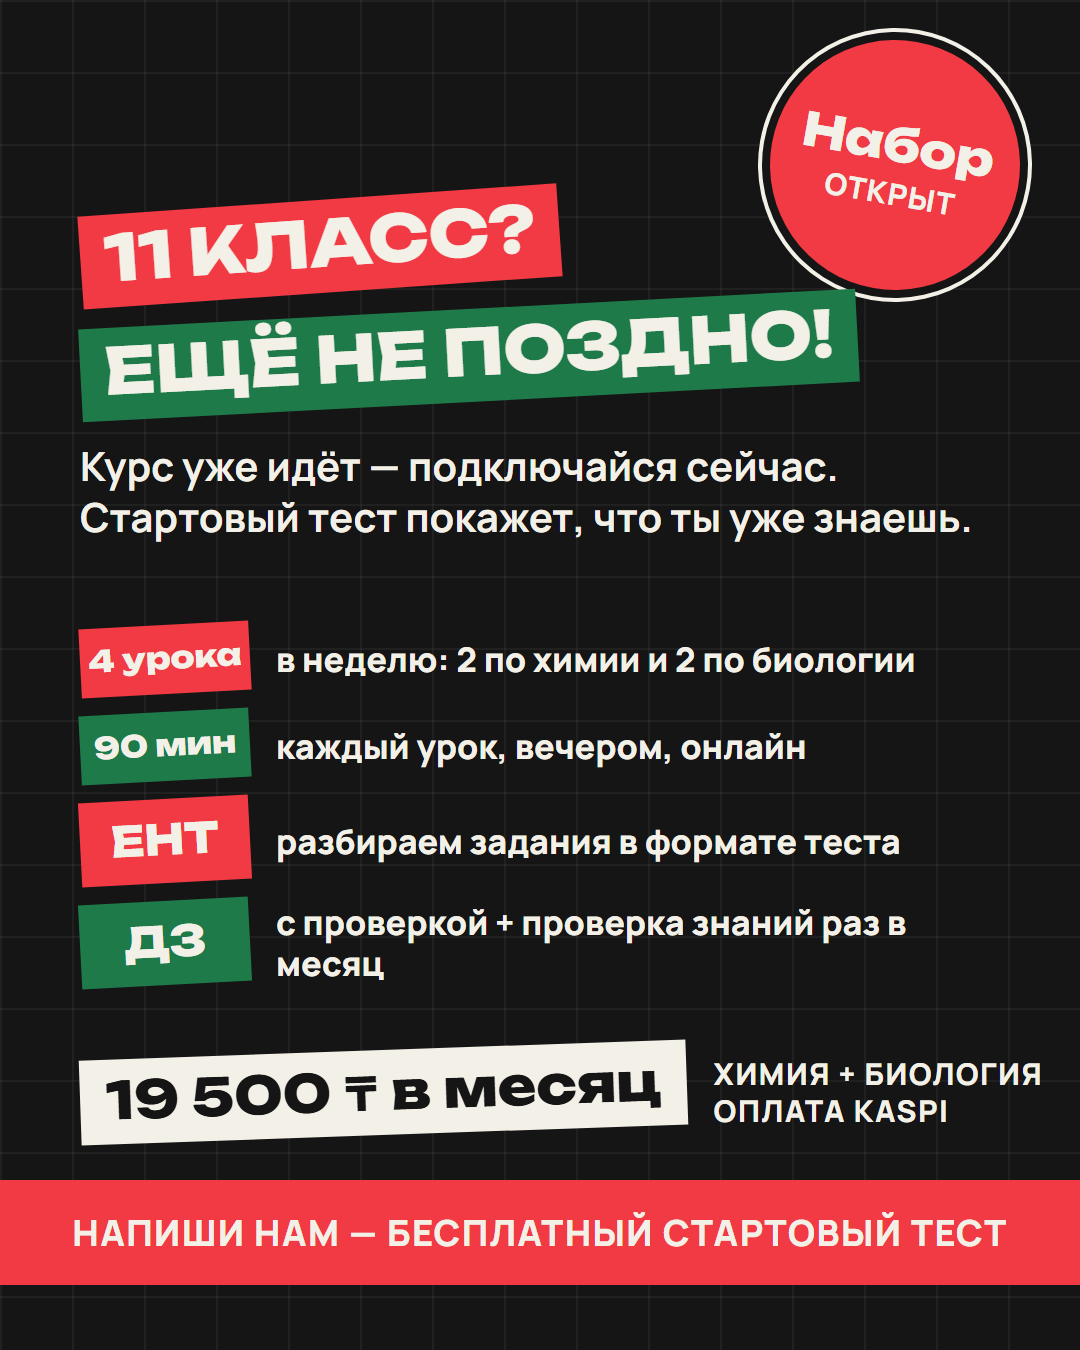 Набор
ОТКРЫТ
11 КЛАСС?
ЕЩЁ НЕ ПОЗДНО!
Курс уже идёт — подключайся сейчас.
Стартовый тест покажет, что ты уже знаешь.
4 урока
в неделю: 2 по химии и 2 по биологии
90 мин
каждый урок, вечером, онлайн
ЕНТ
разбираем задания в формате теста
ДЗ
с проверкой + проверка знаний раз в
месяц
19 500 ₸ в месяц
ХИМИЯ + БИОЛОГИЯ
ОПЛАТА KASPI
НАПИШИ НАМ — БЕСПЛАТНЫЙ СТАРТОВЫЙ ТЕСТ